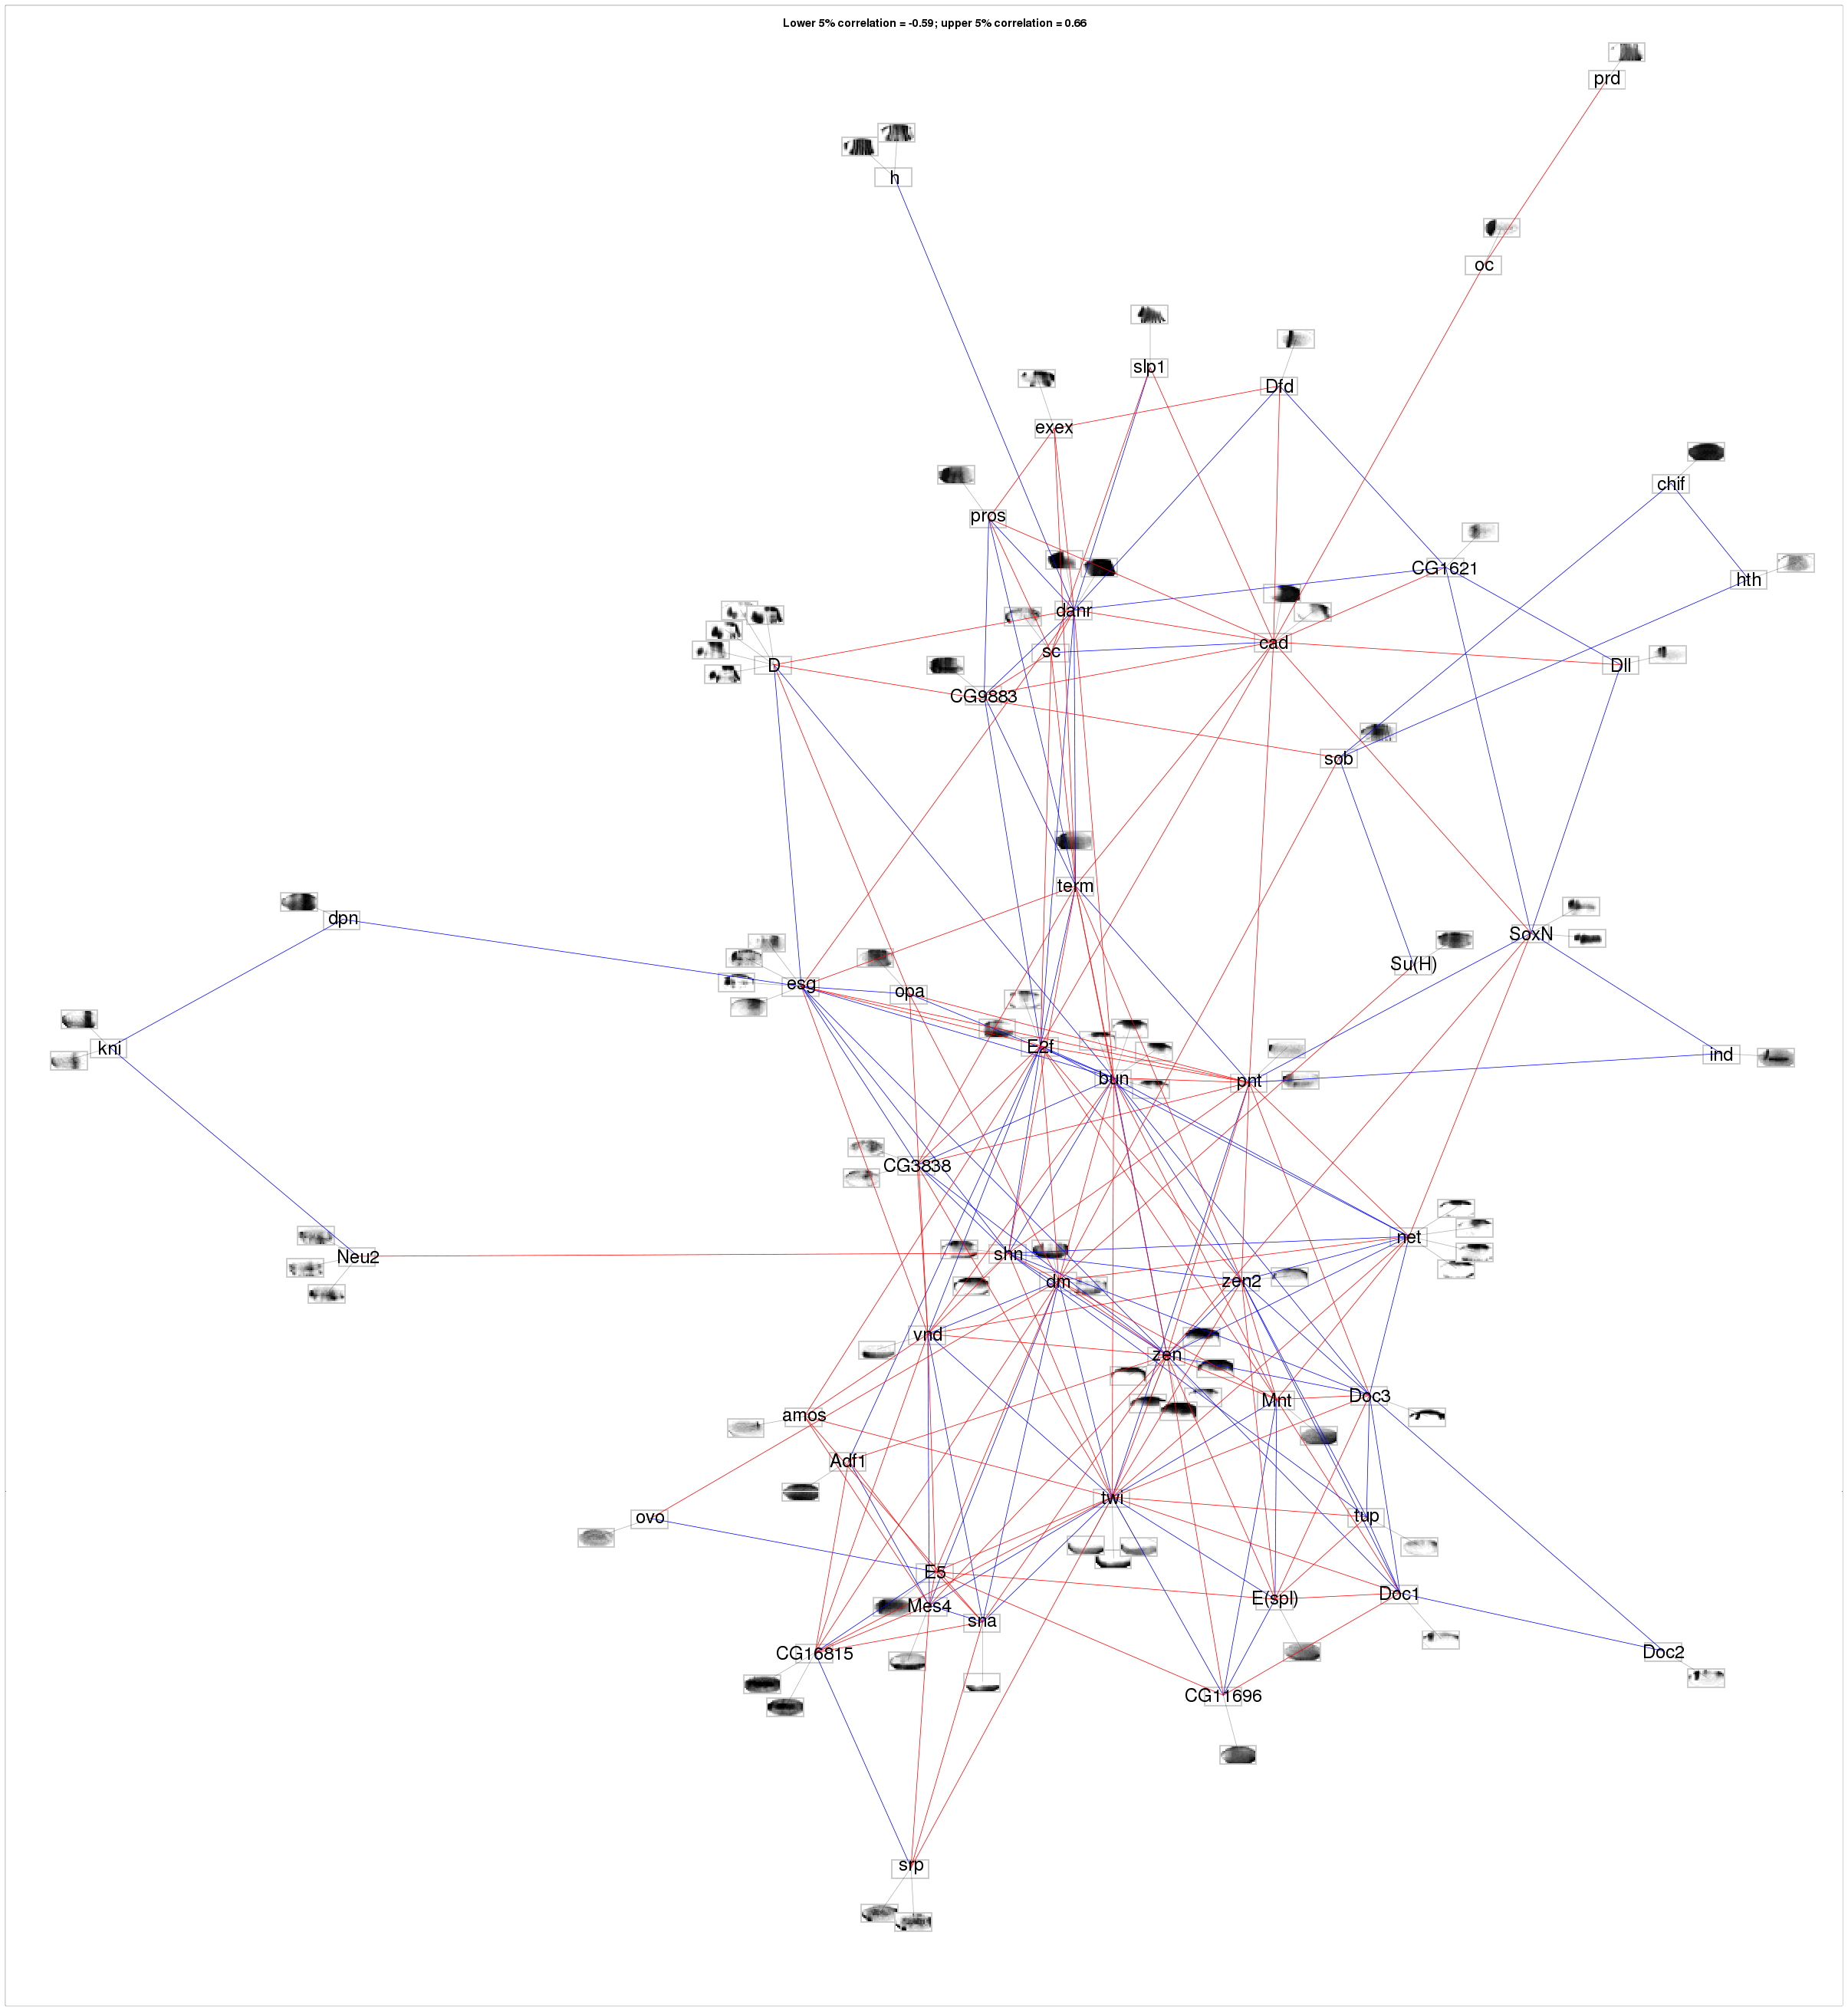 Lower 5% correlation = -0.59; upper 5% correlation = 0.66
prd
h
oc
slp1
Dfd
exex
chif
pros
CG1621
hth
danr
cad
sc
D
Dll
CG9883
sob
term
dpn
SoxN
Su(H)
esg
opa
E2f
kni
ind
bun
pnt
CG3838
net
shn
Neu2
dm
zen2
vnd
zen
Doc3
Mnt
amos
Adf1
twi
ovo
tup
E5
Doc1
E(spl)
Mes4
sna
Doc2
CG16815
CG11696
srp